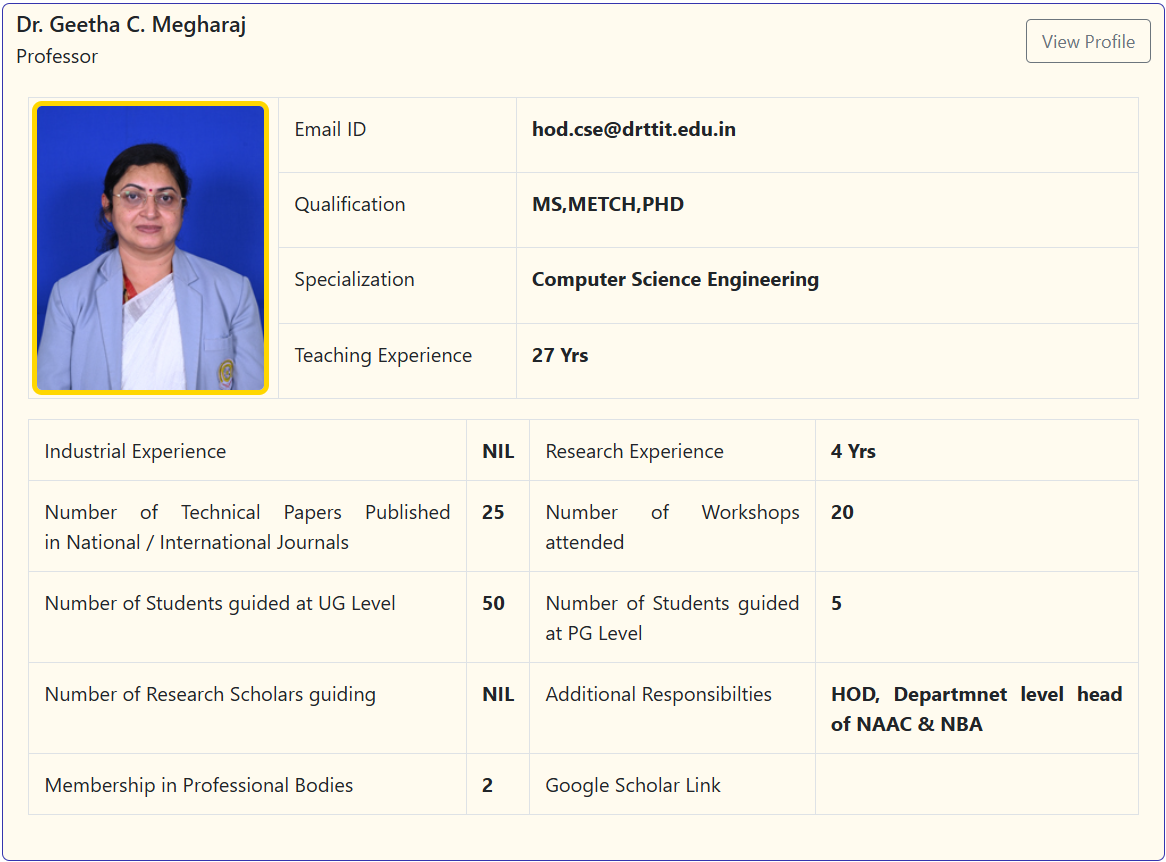 Dr. Geetha C. Megharaj
Professor
View Profile
Email ID
hod.cse@drttit.edu.in
Qualification
MS,METCH,PHD
Specialization
Computer Science Engineering
Teaching Experience
27 Yrs
Industrial Experience
NIL
Research Experience
4 Yrs
Number of Technical Papers Published
in National / International Journals
25
Number of Workshops
attended
20
Number of Students guided at UG Level
50
Number of Students guided
at PG Level
5
Number of Research Scholars guiding
NIL
Additional Responsibilties
HOD, Departmnet level head
of NAAC & NBA
Membership in Professional Bodies
2
Google Scholar Link